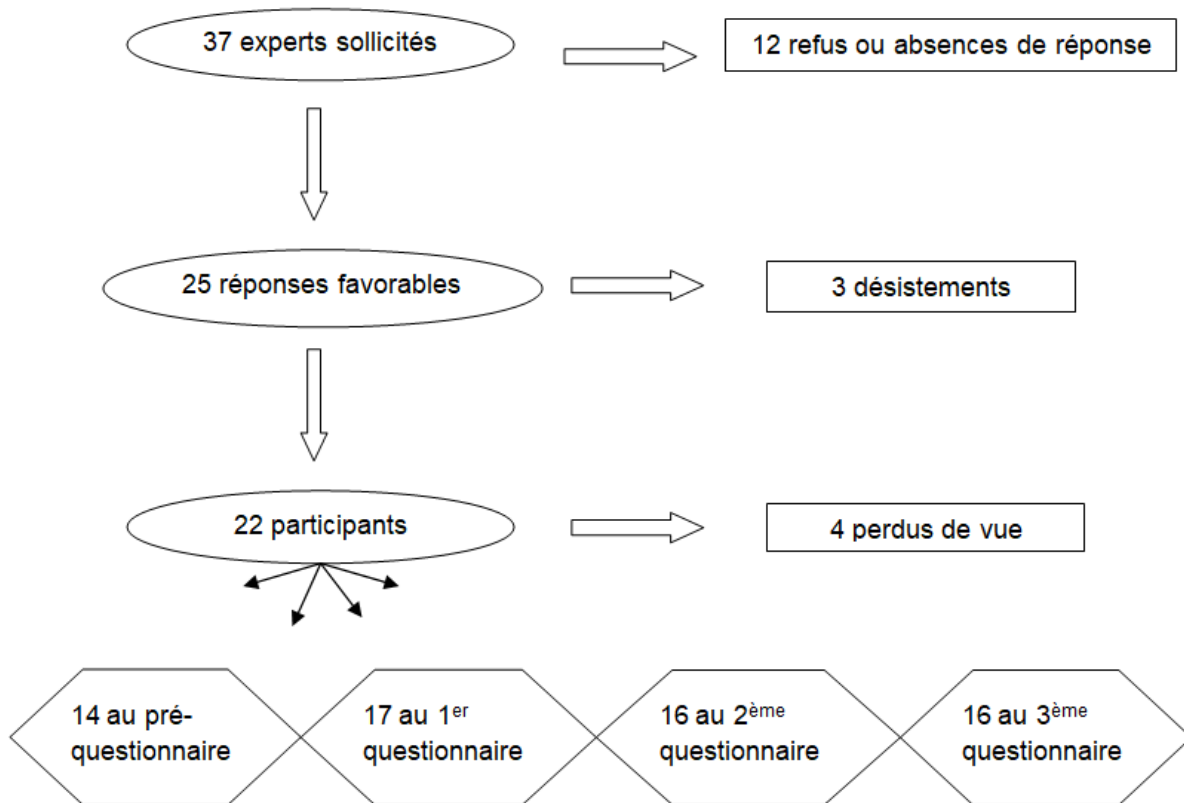 37 experts sollicités
12 refus ou absences de réponse
25 réponses favorables
3 désistements
22 participants
4 perdus de vue
14 au pré-
questionnaire
17 au 1er
questionnaire
16 au 2ème
questionnaire
16 au 3ème
questionnaire